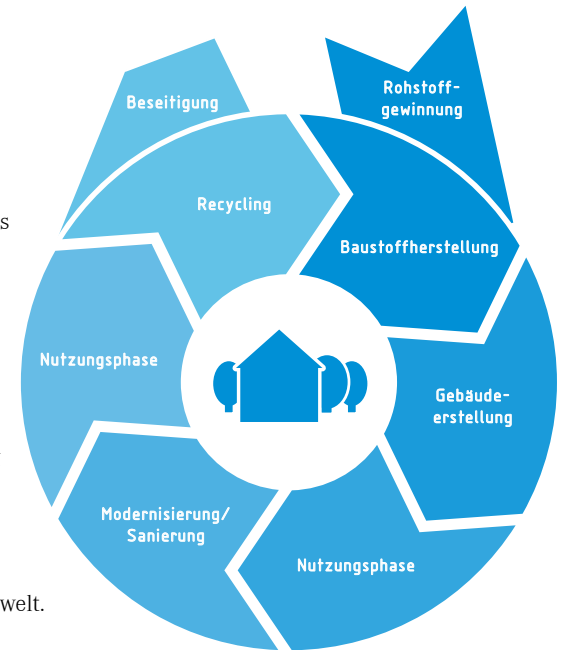 Rohstoff-
gewinnung
Beseitigung
Recycling
Baustoffherstellung
Gebäude-
erstellung
Nutzungsphase
Modernisierung/
Sanierung
Nutzungsphase
s
welt.